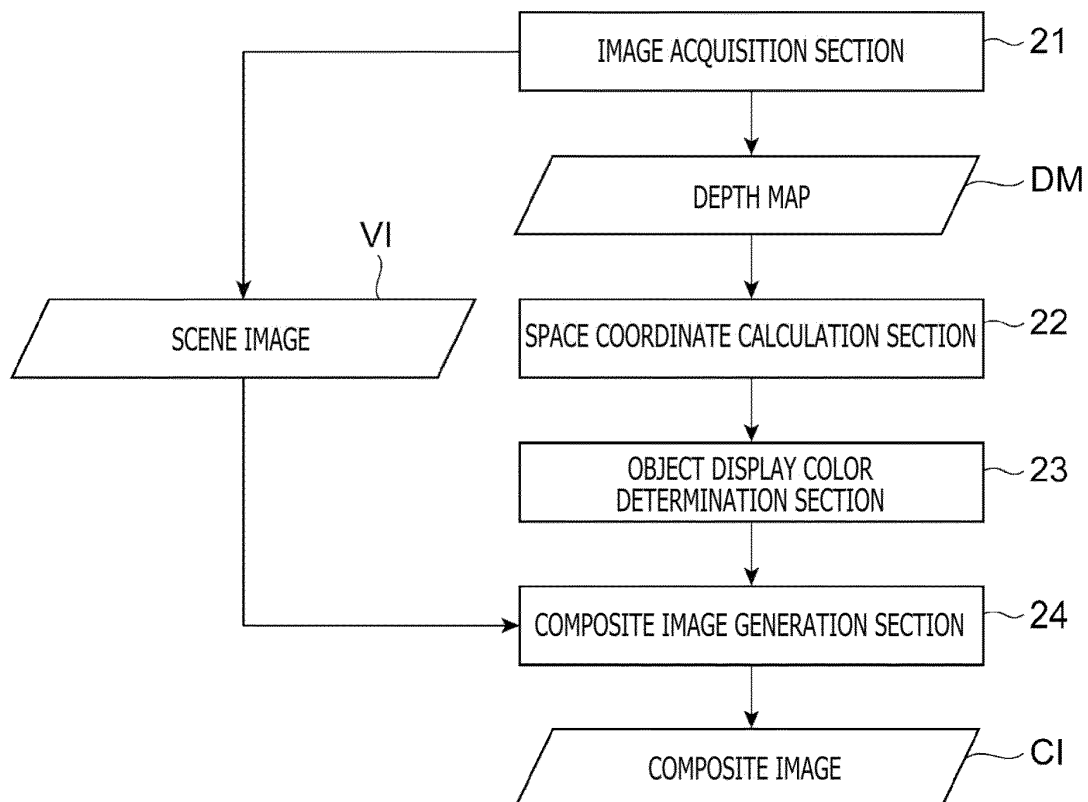 IMAGE ACQUISITION SECTION
21
DEPTH MAP
DM
VI
SCENE IMAGE
SPACE COORDINATE CALCULATION SECTION
22
OBJECT DISPLAY COLOR
DETERMINATION SECTION
23
COMPOSITE IMAGE GENERATION SECTION
24
COMPOSITE IMAGE
CI